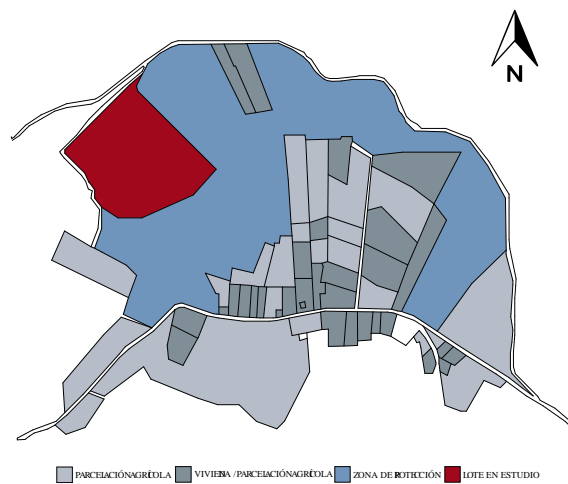 N
PARCELACIÓN AGRÍCOLA
VIVIENDA / PARCELACIÓN AGRÍCOLA
ZONA DE PROTECCIÓN
LOTE EN ESTUDIO